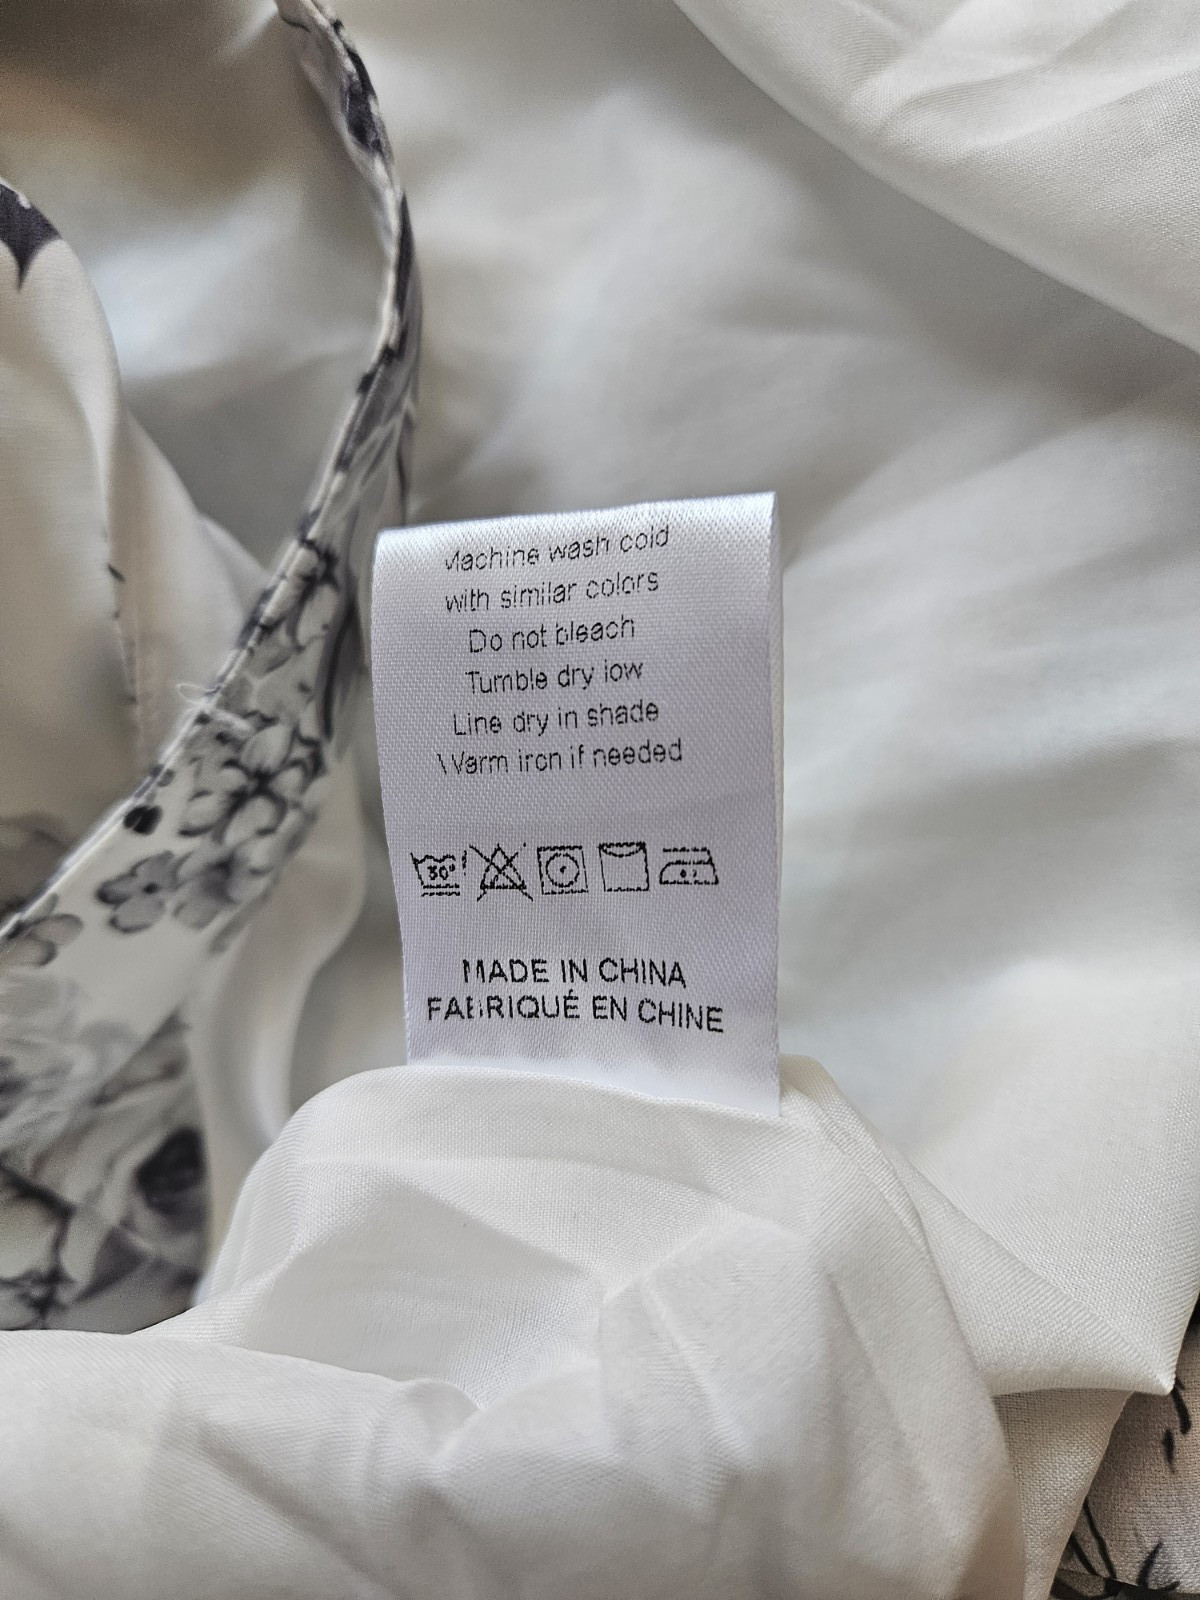 Machine wash cold
with similar colors
Do not bleach
Tumble dry low
Line dry in shade
Warm iron if needed
30°
MADE IN CHINA
FABRIQUÉ EN CHINE